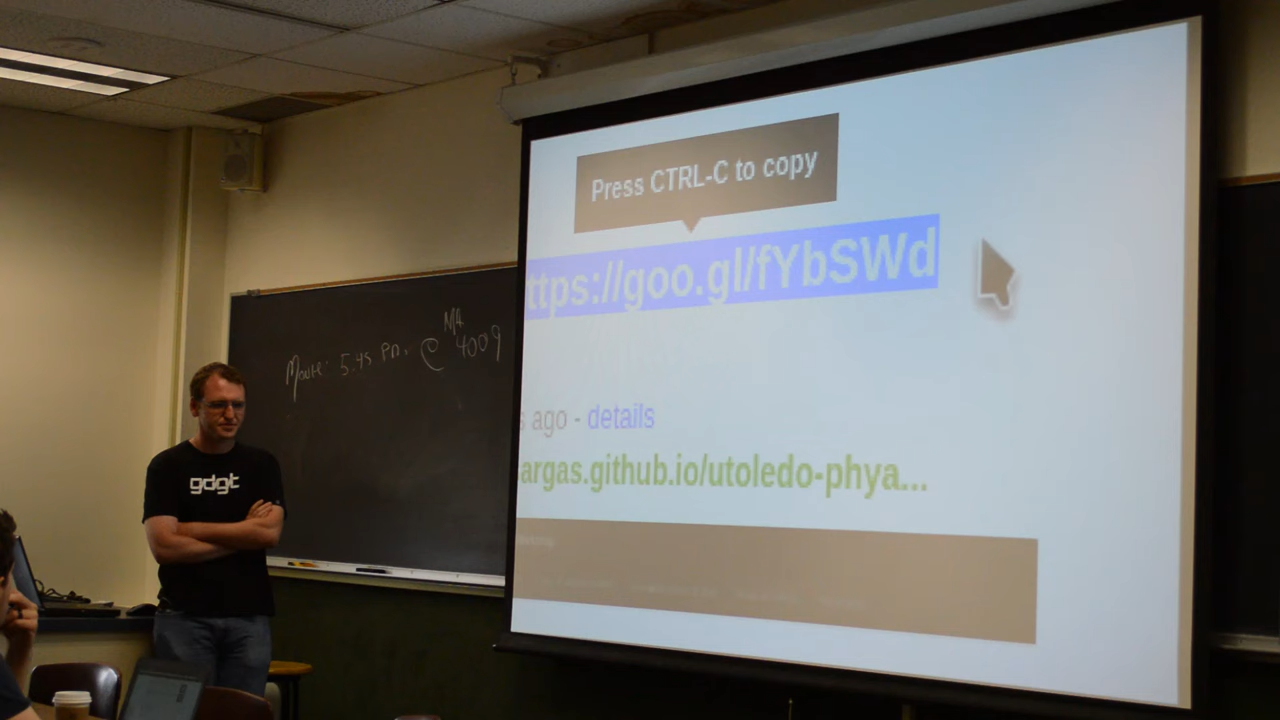 Press CTRL-C to copy
ttps://goo.gl/fYbSWd
s ago - details
argas.github.io/utoledo-phya...
Movie: 5.45 PM. @ MH 4009
gdgt